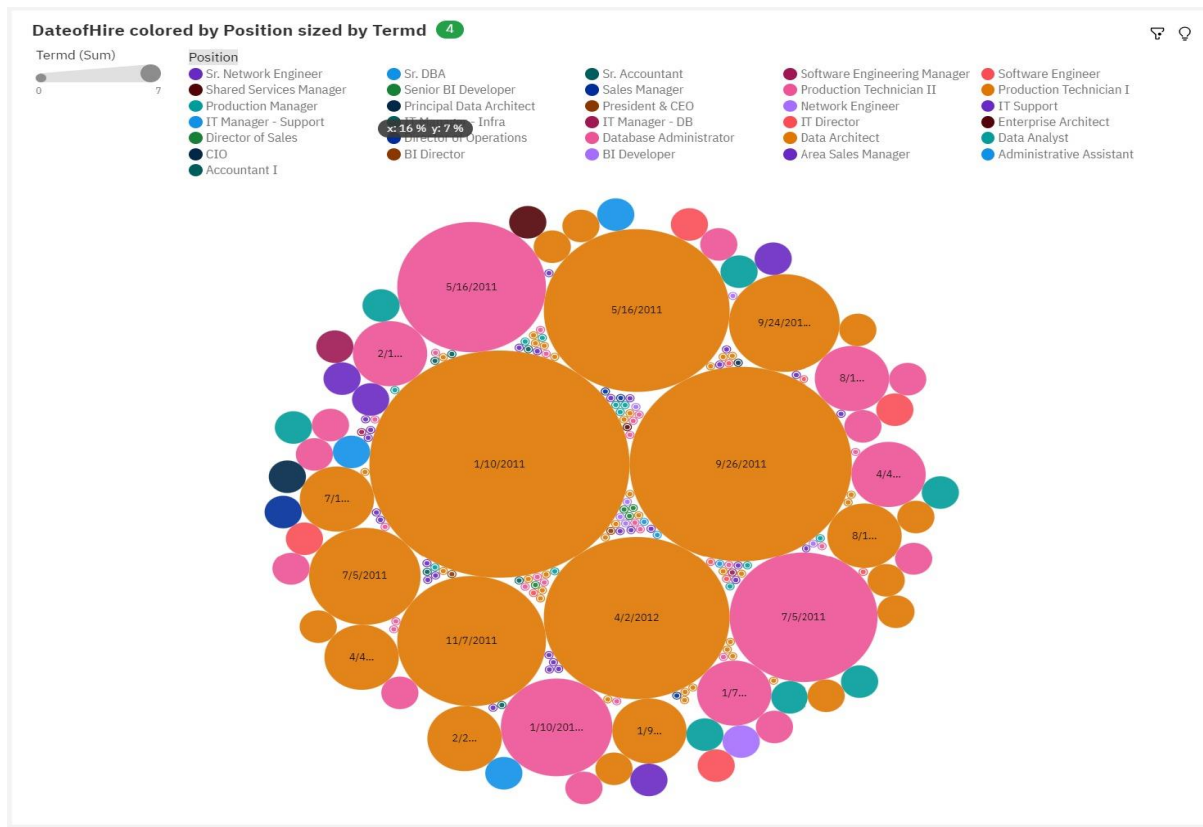 DateofHire colored by Position sized by Termd 4
Termd (Sum)
0 7
Position
Sr. Network Engineer Sr. DBA Sr. Accountant Software Engineering Manager Software Engineer
Shared Services Manager Senior BI Developer Sales Manager Production Technician II Production Technician I
Production Manager Principal Data Architect President & CEO Network Engineer IT Support
IT Manager - Support IT Manager - Infra IT Manager - DB IT Director Enterprise Architect
x: 16 % y: 7 %
Director of Sales Director of Operations Database Administrator Data Architect Data Analyst
CIO BI Director BI Developer Area Sales Manager Administrative Assistant
Accountant I
5/16/2011
5/16/2011
9/24/201...
2/1...
8/1...
1/10/2011
9/26/2011
4/4...
7/1...
8/1...
7/5/2011
4/2/2012
7/5/2011
11/7/2011
4/4...
1/7...
1/10/201...
1/9...
2/2...